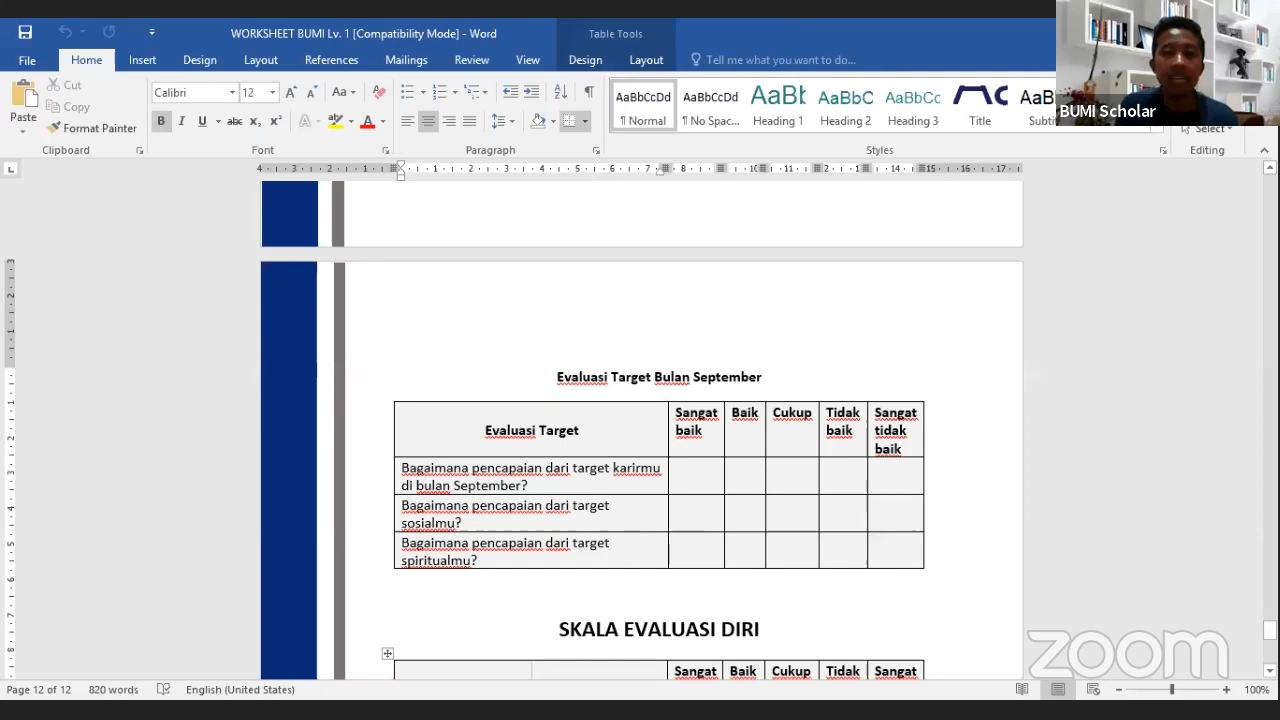 WORKSHEET BUMI Lv. 1 [Compatibility Mode] - Word
Table Tools
File Home Insert Design Layout References Mailings Review View Design Layout Tell me what you want to do...
BUMI Scholar
Paste
Cut
Copy
Format Painter
Clipboard
Calibri 12
Font
Paragraph
AaBbCcDd AaBbCcDd AaBb AaBbCc AaBbCc
¶ Normal ¶ No Spac... Heading 1 Heading 2 Heading 3 Title
Styles
Select
Editing
Evaluasi Target Bulan September
Evaluasi Target
Sangat baik
Baik
Cukup
Tidak baik
Sangat tidak baik
Bagaimana pencapaian dari target karirmu
di bulan September?
Bagaimana pencapaian dari target
sosialmu?
Bagaimana pencapaian dari target
spiritualmu?
SKALA EVALUASI DIRI
Sangat Baik Cukup Tidak Sangat
zoom
Page 12 of 12 820 words English (United States) 100%